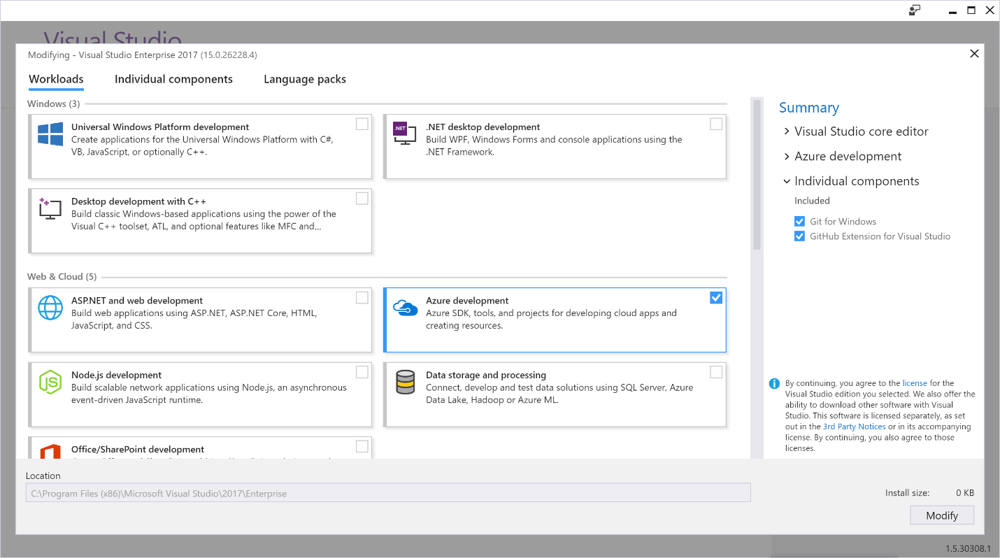 Visual Studio
Modifying - Visual Studio Enterprise 2017 (15.0.26228.4)
Workloads
Individual components
Language packs
Windows (3)
Universal Windows Platform development
Create applications for the Universal Windows Platform with C#,
VB, JavaScript, or optionally C++.
.NET
.NET desktop development
Build WPF, Windows Forms and console applications using the
.NET Framework.
Desktop development with C++
Build classic Windows-based applications using the power of the
Visual C++ toolset, ATL, and optional features like MFC and...
Web & Cloud (5)
ASP.NET and web development
Build web applications using ASP.NET, ASP.NET Core, HTML,
JavaScript, and CSS.
Azure development
Azure SDK, tools, and projects for developing cloud apps and
creating resources.
JS
Node.js development
Build scalable network applications using Node.js, an asynchronous
event-driven JavaScript runtime.
Data storage and processing
Connect, develop and test data solutions using SQL Server, Azure
Data Lake, Hadoop or Azure ML.
Office/SharePoint development
Summary
Visual Studio core editor
Azure development
Individual components
Included
Git for Windows
GitHub Extension for Visual Studio
By continuing, you agree to the license for the
Visual Studio edition you selected. We also offer the
ability to download other software with Visual
Studio. This software is licensed separately, as set
out in the 3rd Party Notices or in its accompanying
license. By continuing, you also agree to those
licenses.
Location
C:\Program Files (x86)\Microsoft Visual Studio\2017\Enterprise
Install size: 0 KB
Modify
1.5.30308.1